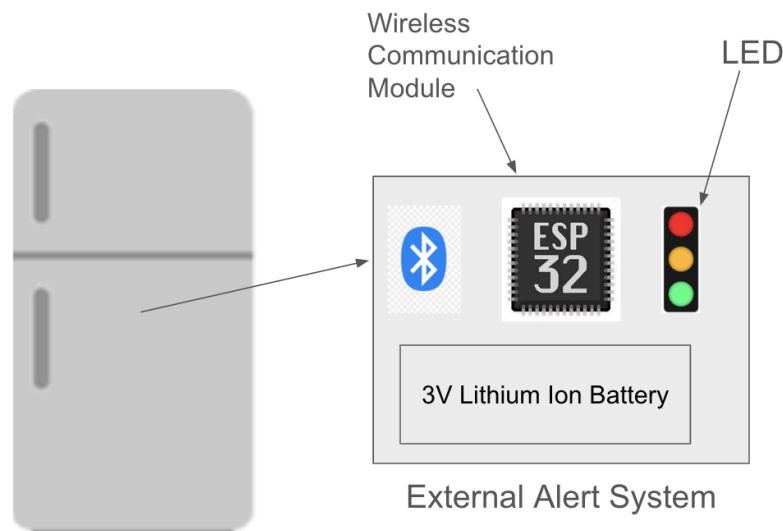 Wireless
Communication
Module
LED
ESP
32
3V Lithium Ion Battery
External Alert System